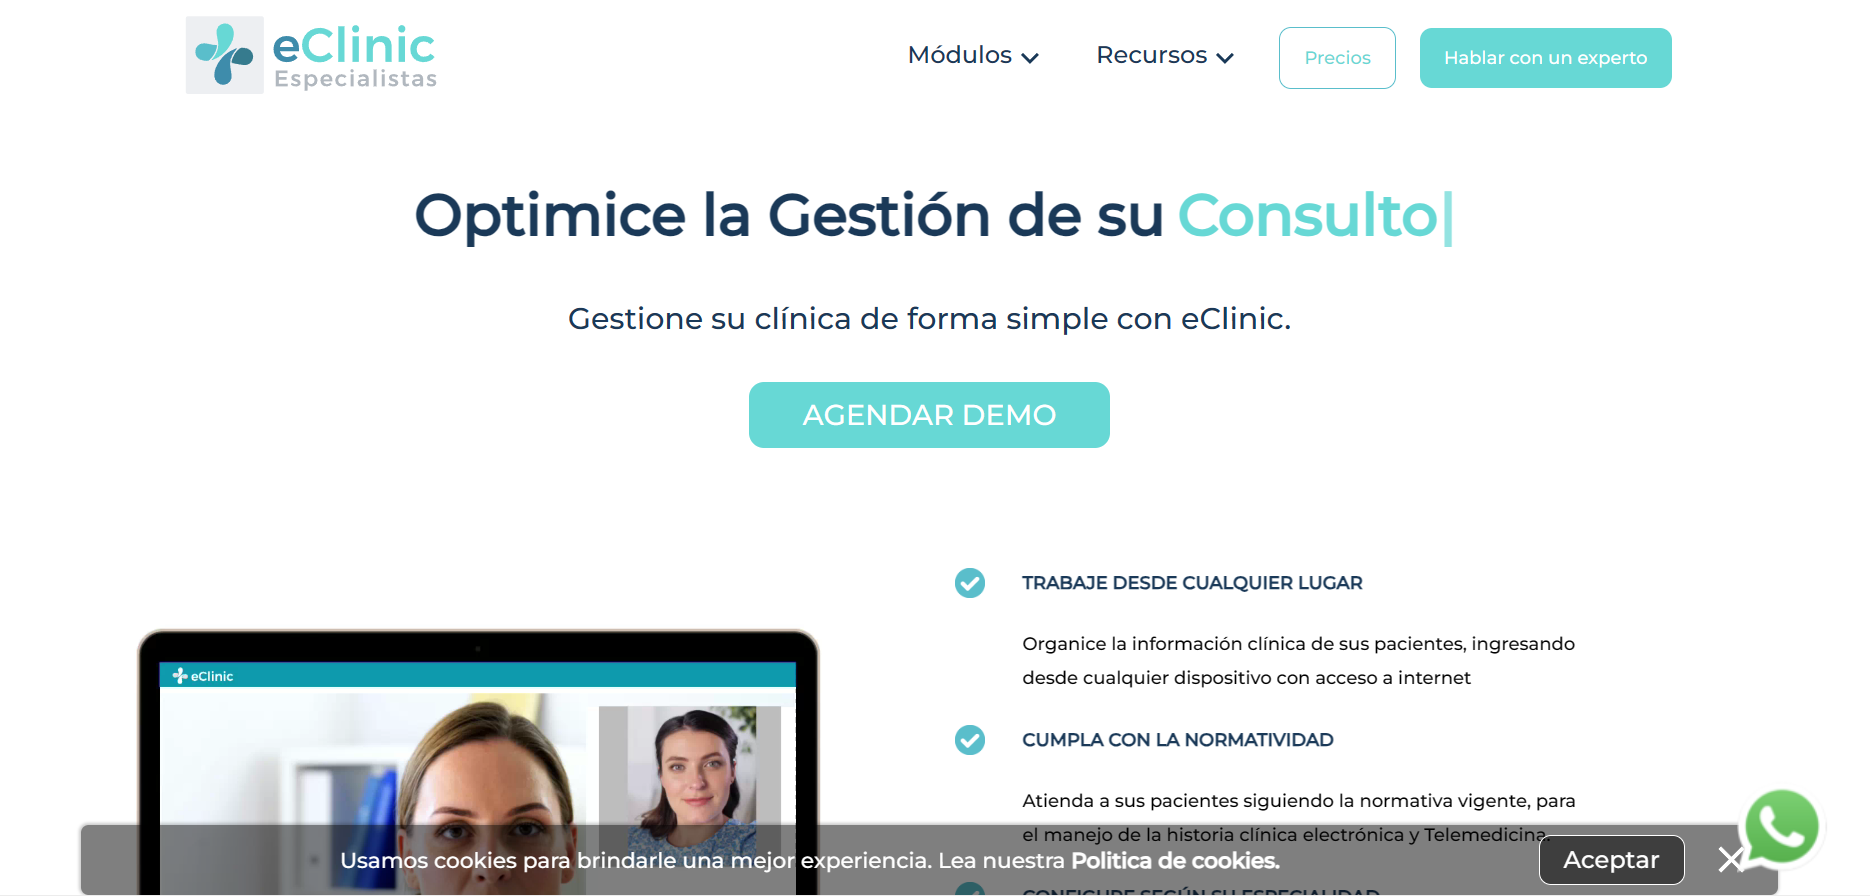 eClinic
Especialistas
Módulos
Recursos
Precios
Hablar con un experto
Optimice la Gestión de su Consulto|
Gestione su clínica de forma simple con eClinic.
AGENDAR DEMO
eClinic
TRABAJE DESDE CUALQUIER LUGAR
Organice la información clínica de sus pacientes, ingresando
desde cualquier dispositivo con acceso a internet
CUMPLA CON LA NORMATIVIDAD
Atienda a sus pacientes siguiendo la normativa vigente, para
el manejo de la historia clínica electrónica y Telemedicina.
Usamos cookies para brindarle una mejor experiencia. Lea nuestra Politica de cookies.
Aceptar
CONFIGURE SEGÚN SU ESPECIALIDAD